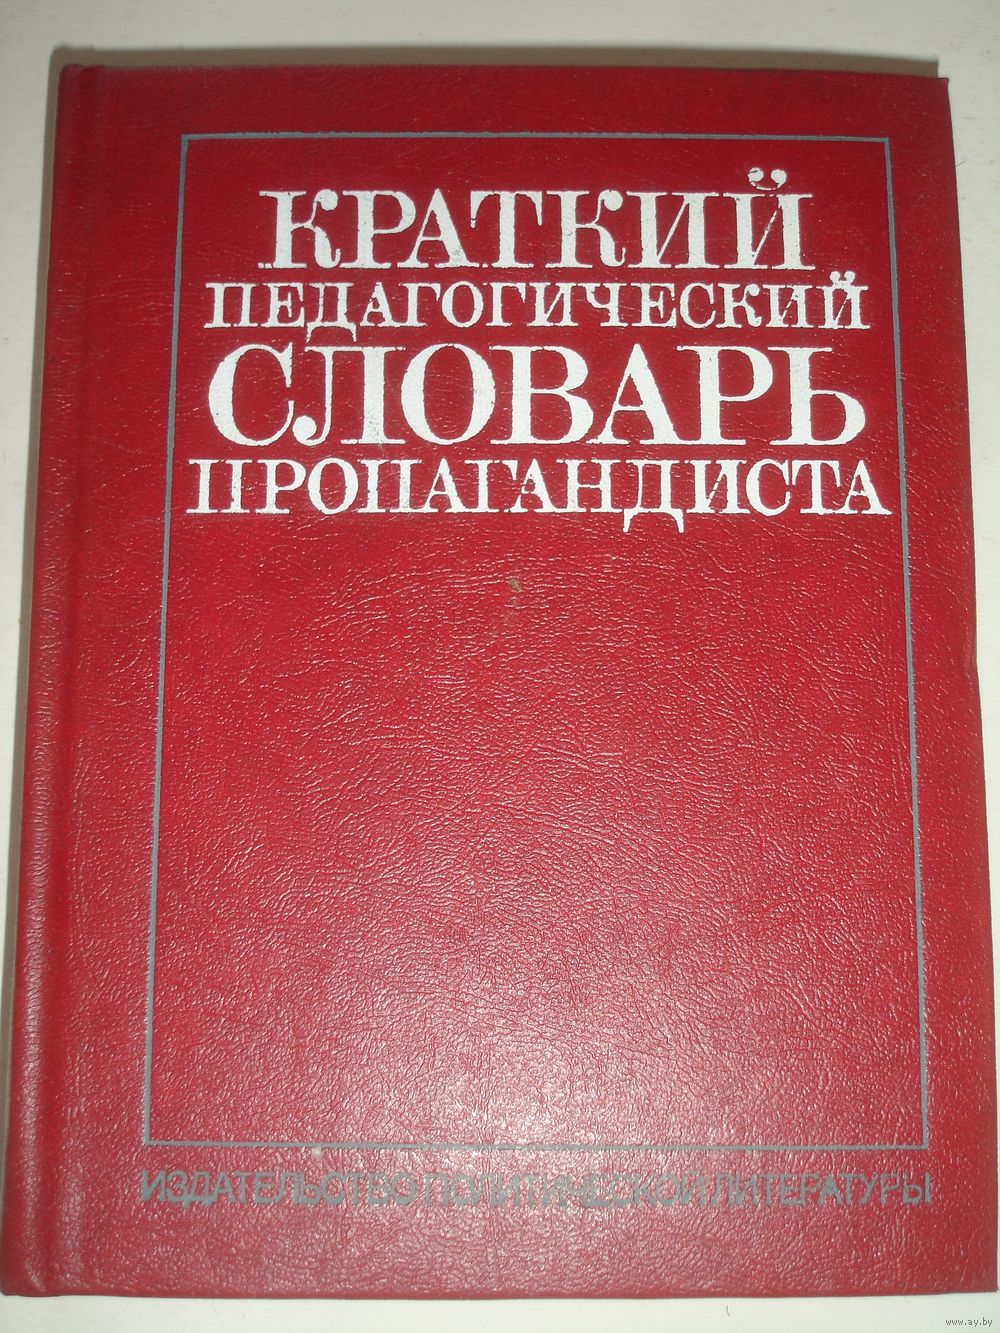 КРАТКИЙ
ПЕДАГОГИЧЕСКИЙ
СЛОВАРЬ
ПРОПАГАНДИСТА
ИЗДАТЕЛЬСТВО ПОЛИТИЧЕСКОЙ ЛИТЕРАТУРЫ
www.ay.by